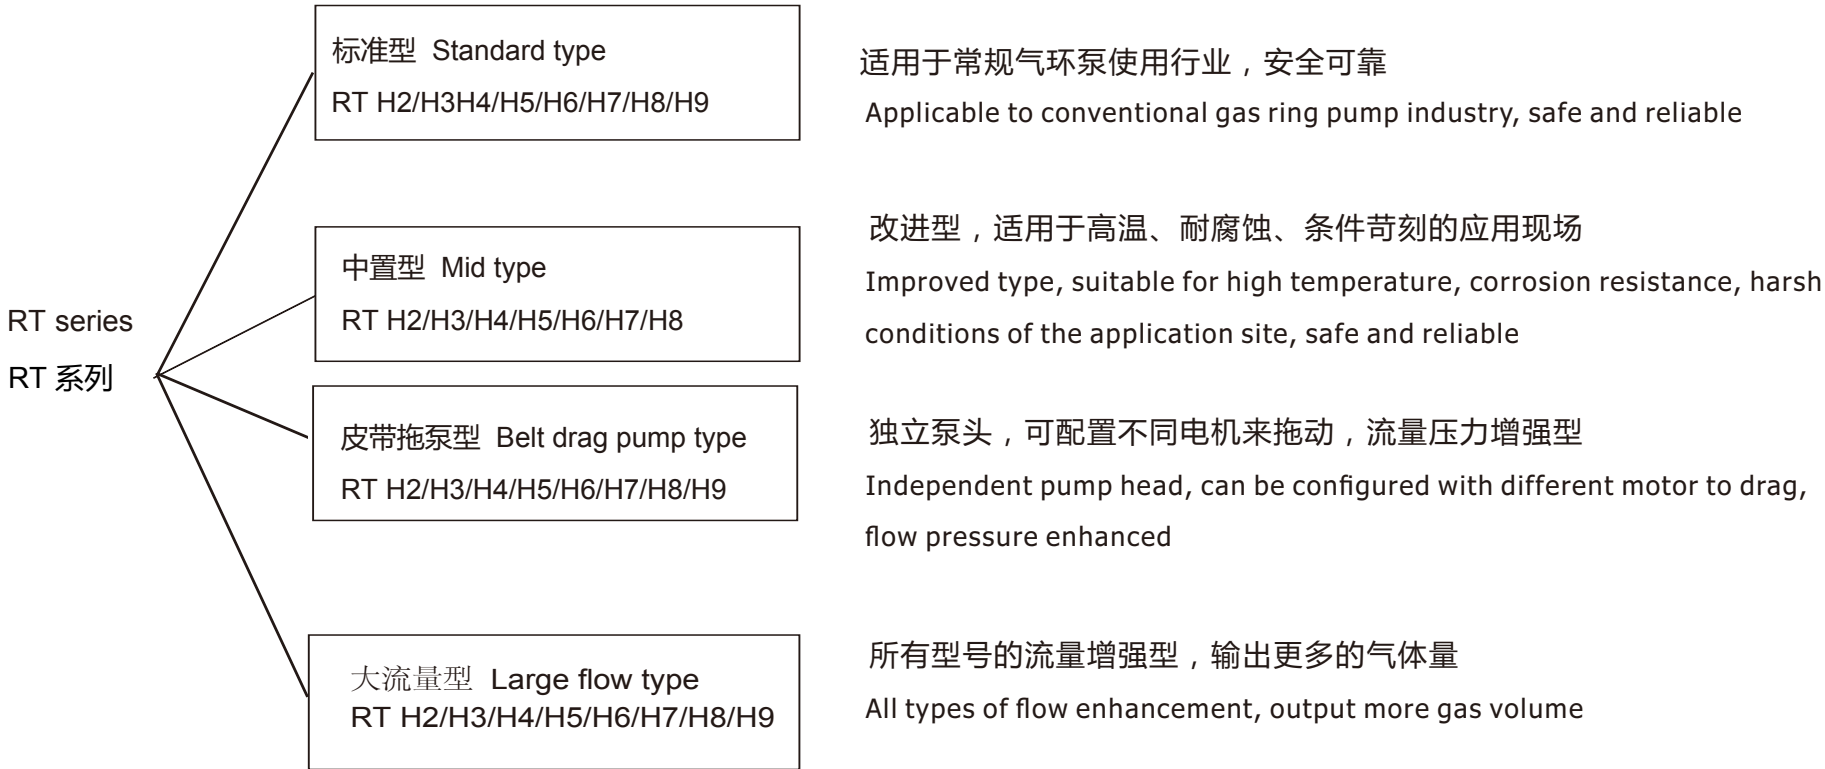 RT series
RT 系列
标准型 Standard type
RT H2/H3H4/H5/H6/H7/H8/H9
适用于常规气环泵使用行业，安全可靠
Applicable to conventional gas ring pump industry, safe and reliable
中置型 Mid type
RT H2/H3/H4/H5/H6/H7/H8
改进型，适用于高温、耐腐蚀、条件苛刻的应用现场
Improved type, suitable for high temperature, corrosion resistance, harsh
conditions of the application site, safe and reliable
皮带拖泵型 Belt drag pump type
RT H2/H3/H4/H5/H6/H7/H8/H9
独立泵头，可配置不同电机来拖动，流量压力增强型
Independent pump head, can be configured with different motor to drag,
flow pressure enhanced
大流量型 Large flow type
RT H2/H3/H4/H5/H6/H7/H8/H9
所有型号的流量增强型，输出更多的气体量
All types of flow enhancement, output more gas volume